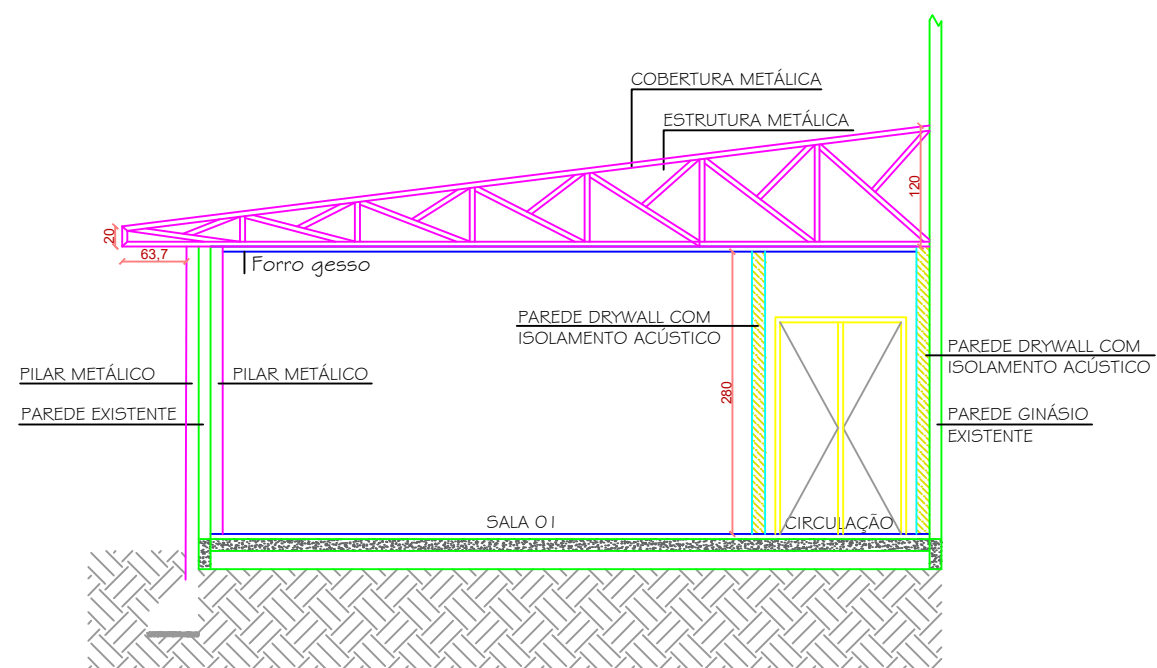 COBERTURA METÁLICA
ESTRUTURA METÁLICA
120
20
63,7
Forro gesso
PAREDE DRYWALL COM
ISOLAMENTO ACÚSTICO
PAREDE DRYWALL COM
ISOLAMENTO ACÚSTICO
PILAR METÁLICO
PILAR METÁLICO
280
PAREDE EXISTENTE
PAREDE GINÁSIO
EXISTENTE
SALA 01
CIRCULAÇÃO